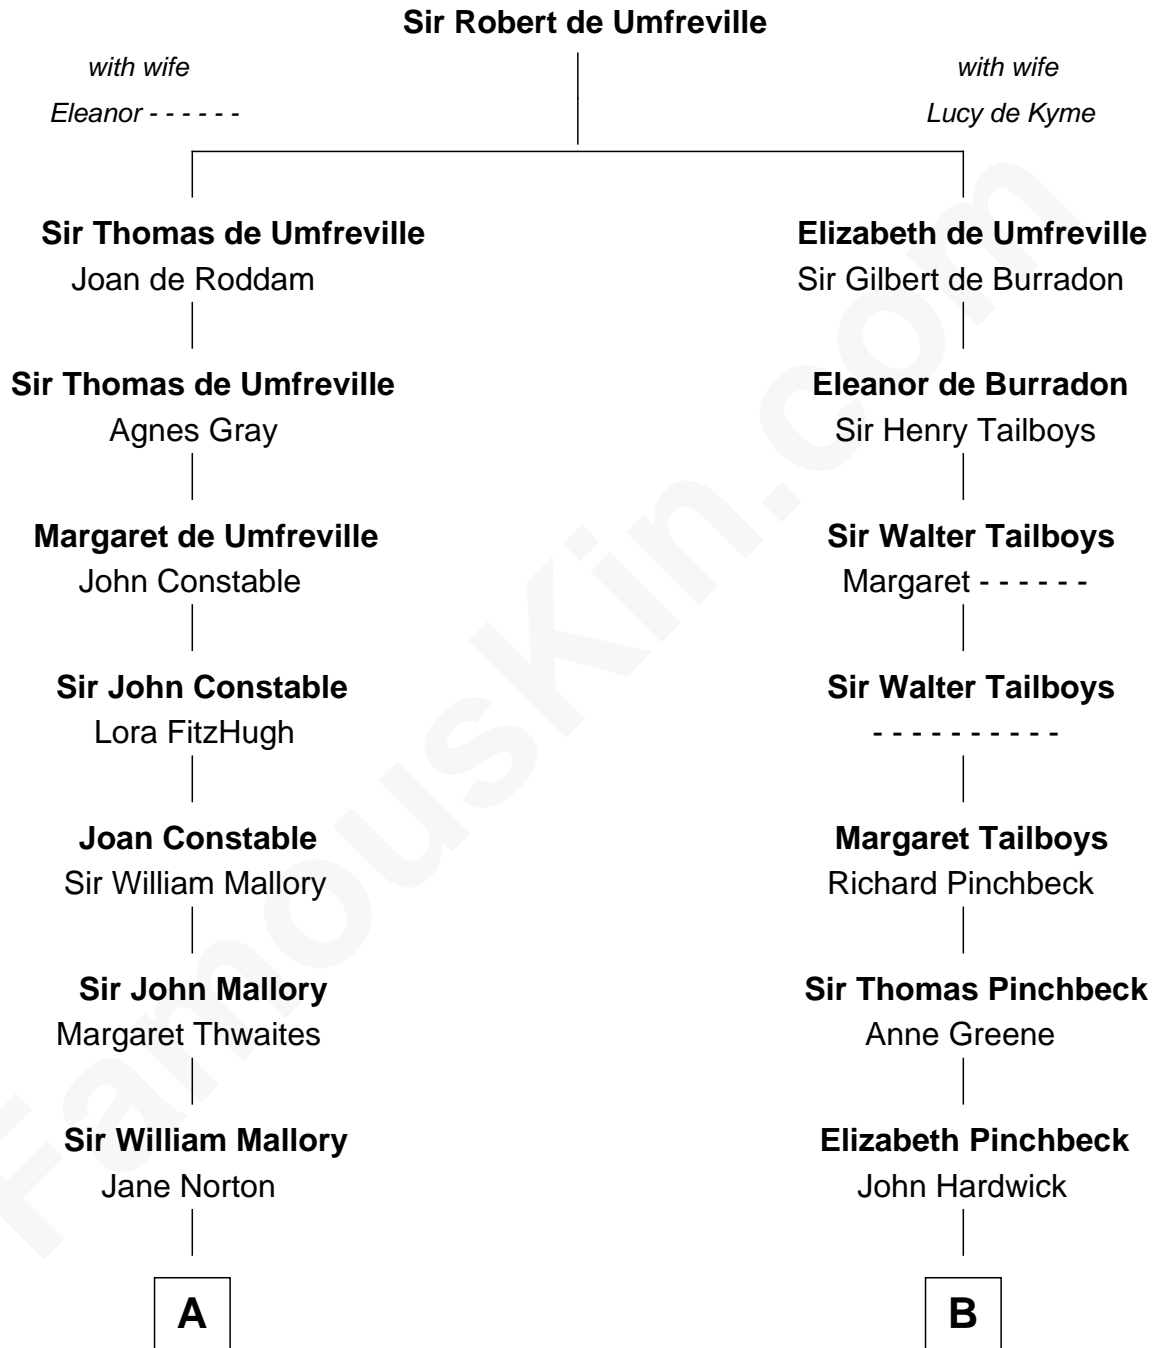 Sir Robert de Umfreville
with wife
Eleanor - - - - - -
with wife
Lucy de Kyme
Sir Thomas de Umfreville
Joan de Roddam
Elizabeth de Umfreville
Sir Gilbert de Burradon
Sir Thomas de Umfreville
Agnes Gray
Eleanor de Burradon
Sir Henry Tailboys
Margaret de Umfreville
John Constable
Sir Walter Tailboys
Margaret - - - - - -
Sir John Constable
Lora FitzHugh
Sir Walter Tailboys
- - - - - - - - - -
Joan Constable
Sir William Mallory
Margaret Tailboys
Richard Pinchbeck
Sir John Mallory
Margaret Thwaites
Sir Thomas Pinchbeck
Anne Greene
Sir William Mallory
Jane Norton
Elizabeth Pinchbeck
John Hardwick
A
B
FamousKin.com